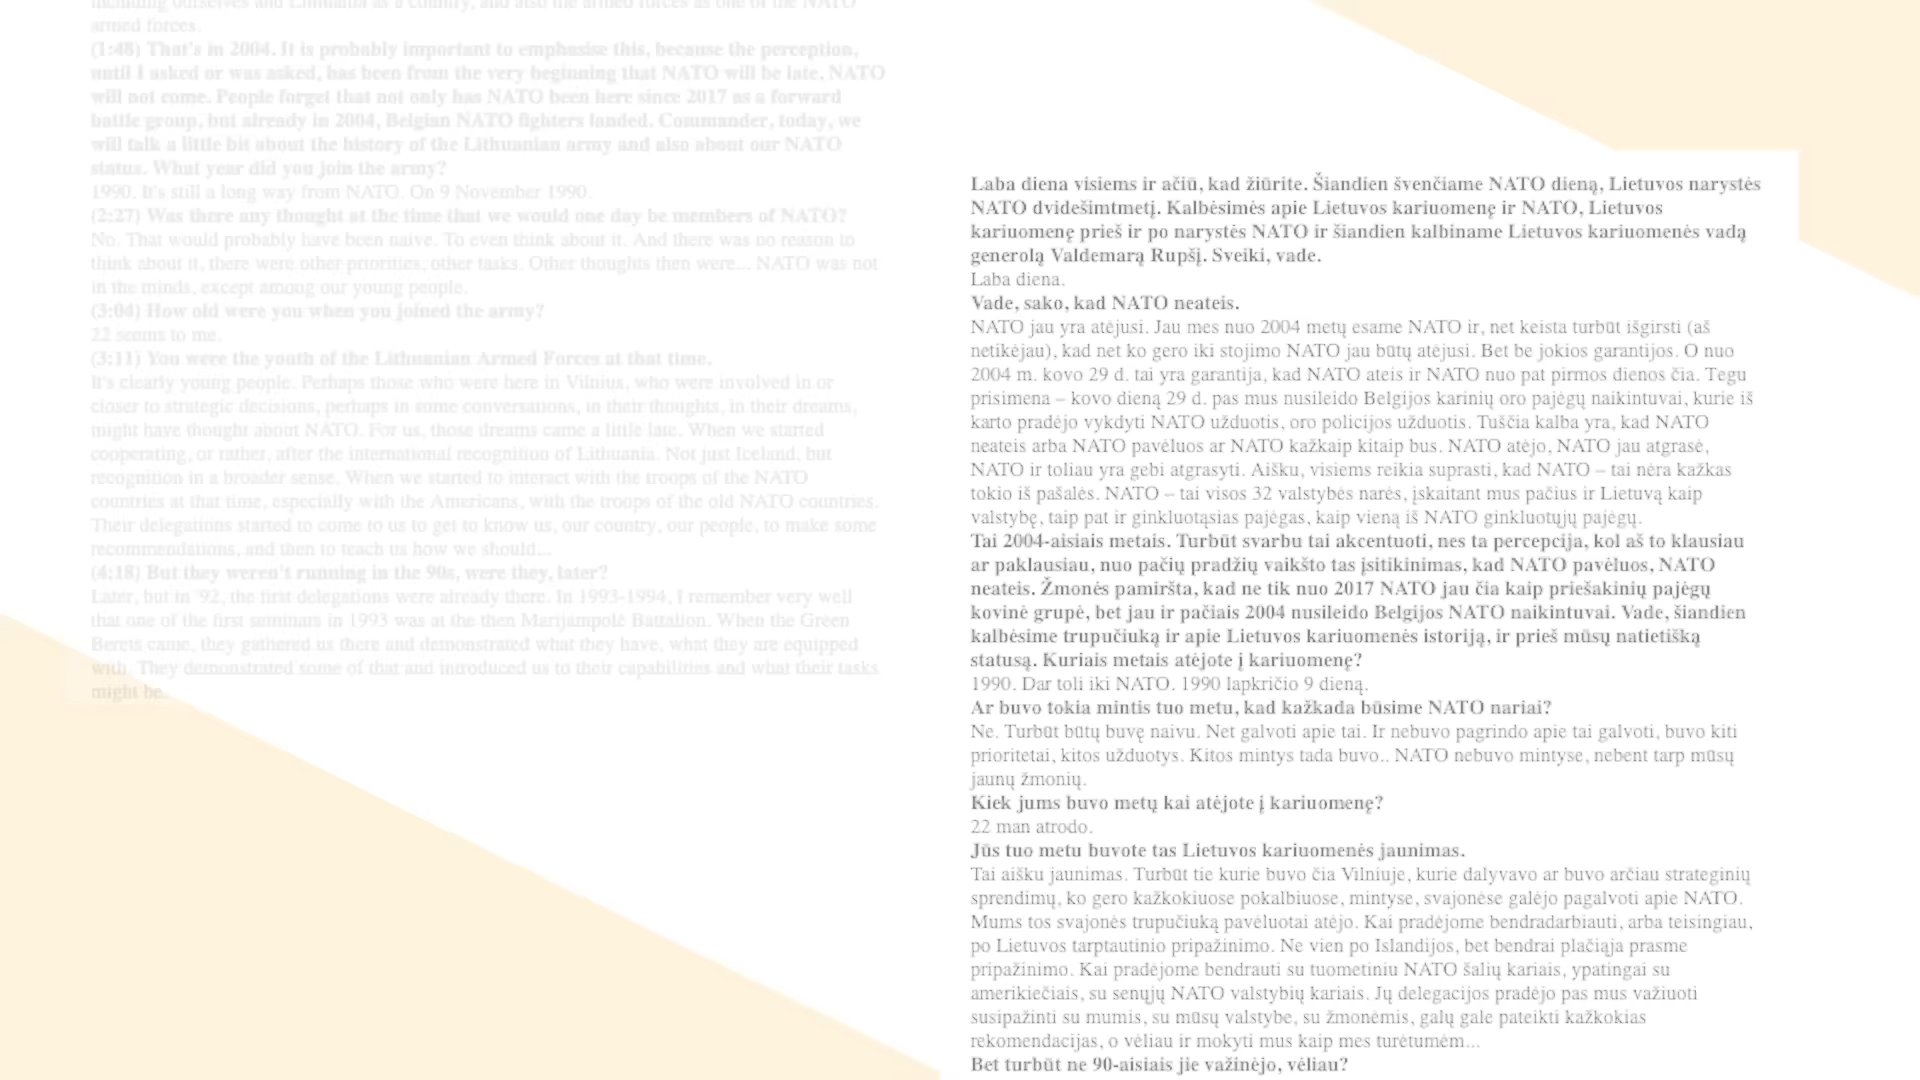 including ourselves and Lithuania as a country, and also the armed forces as one of the NATO
armed forces.
(1:48) That's in 2004. It is probably important to emphasise this, because the perception,
until I asked or was asked, has been from the very beginning that NATO will be late, NATO
will not come. People forget that not only has NATO been here since 2017 as a forward
battle group, but already in 2004, Belgian NATO fighters landed. Commander, today, we
will talk a little bit about the history of the Lithuanian army and also about our NATO
status. What year did you join the army?
1990. It's still a long way from NATO. On 9 November 1990.
(2:27) Was there any thought at the time that we would one day be members of NATO?
No. That would probably have been naive. To even think about it. And there was no reason to
think about it, there were other priorities, other tasks. Other thoughts then were... NATO was not
in the minds, except among our young people.
(3:04) How old were you when you joined the army?
22 seems to me.
(3:11) You were the youth of the Lithuanian Armed Forces at that time.
It's clearly young people. Perhaps those who were here in Vilnius, who were involved in or
closer to strategic decisions, perhaps in some conversations, in their thoughts, in their dreams,
might have thought about NATO. For us, those dreams came a little late. When we started
cooperating, or rather, after the international recognition of Lithuania. Not just Iceland, but
recognition in a broader sense. When we started to interact with the troops of the NATO
countries at that time, especially with the Americans, with the troops of the old NATO countries.
Their delegations started to come to us to get to know us, our country, our people, to make some
recommendations, and then to teach us how we should...
(4:18) But they weren't running in the 90s, were they, later?
Later, but in '92, the first delegations were already there. In 1993-1994, I remember very well
that one of the first seminars in 1993 was at the then Marijampolė Battalion. When the Green
Berets came, they gathered us there and demonstrated what they have, what they are equipped
with. They demonstrated some of that and introduced us to their capabilities and what their tasks
might be.
Laba diena visiems ir ačiū, kad žiūrite. Šiandien švenčiame NATO dieną, Lietuvos narystės
NATO dvidešimtmetį. Kalbėsimės apie Lietuvos kariuomenę ir NATO, Lietuvos
kariuomenę prieš ir po narystės NATO ir šiandien kalbiname Lietuvos kariuomenės vadą
generolą Valdemarą Rupšį. Sveiki, vade.
Laba diena.
Vade, sako, kad NATO neateis.
NATO jau yra atėjusi. Jau mes nuo 2004 metų esame NATO ir, net keista turbūt išgirsti (aš
netikėjau), kad net ko gero iki stojimo NATO jau būtų atėjusi. Bet be jokios garantijos. O nuo
2004 m. kovo 29 d. tai yra garantija, kad NATO ateis ir NATO nuo pat pirmos dienos čia. Tegu
prisimena – kovo dieną 29 d. pas mus nusileido Belgijos karinių oro pajėgų naikintuvai, kurie iš
karto pradėjo vykdyti NATO užduotis, oro policijos užduotis. Tuščia kalba yra, kad NATO
neateis arba NATO pavėluos ar NATO kažkaip kitaip bus. NATO atėjo, NATO jau atgrasė,
NATO ir toliau yra gebi atgrasyti. Aišku, visiems reikia suprasti, kad NATO – tai nėra kažkas
tokio iš pašalės. NATO – tai visos 32 valstybės narės, įskaitant mus pačius ir Lietuvą kaip
valstybę, taip pat ir ginkluotąsias pajėgas, kaip vieną iš NATO ginkluotųjų pajėgų.
Tai 2004-aisiais metais. Turbūt svarbu tai akcentuoti, nes ta percepcija, kol aš to klausiau
ar paklausiau, nuo pačių pradžių vaikšto tas įsitikinimas, kad NATO pavėluos, NATO
neateis. Žmonės pamiršta, kad ne tik nuo 2017 NATO jau čia kaip priešakinių pajėgų
kovinė grupė, bet jau ir pačiais 2004 nusileido Belgijos NATO naikintuvai. Vade, šiandien
kalbėsime trupučiuką ir apie Lietuvos kariuomenės istoriją, ir prieš mūsų natietišką
statusą. Kuriais metais atėjote į kariuomenę?
1990. Dar toli iki NATO. 1990 lapkričio 9 dieną.
Ar buvo tokia mintis tuo metu, kad kažkada būsime NATO nariai?
Ne. Turbūt būtų buvę naivu. Net galvoti apie tai. Ir nebuvo pagrindo apie tai galvoti, buvo kiti
prioritetai, kitos užduotys. Kitos mintys tada buvo.. NATO nebuvo mintyse, nebent tarp mūsų
jaunų žmonių.
Kiek jums buvo metų kai atėjote į kariuomenę?
22 man atrodo.
Jūs tuo metu buvote tas Lietuvos kariuomenės jaunimas.
Tai aišku jaunimas. Turbūt tie kurie buvo čia Vilniuje, kurie dalyvavo ar buvo arčiau strateginių
sprendimų, ko gero kažkokiuose pokalbiuose, mintyse, svajonėse galėjo pagalvoti apie NATO.
Mums tos svajonės trupučiuką pavėluotai atėjo. Kai pradėjome bendradarbiauti, arba teisingiau,
po Lietuvos tarptautinio pripažinimo. Ne vien po Islandijos, bet bendrai plačiąja prasme
pripažinimo. Kai pradėjome bendrauti su tuometiniu NATO šalių kariais, ypatingai su
amerikiečiais, su senųjų NATO valstybių kariais. Jų delegacijos pradėjo pas mus važiuoti
susipažinti su mumis, su mūsų valstybe, su žmonėmis, galų gale pateikti kažkokias
rekomendacijas, o vėliau ir mokyti mus kaip mes turėtumėm...
Bet turbūt ne 90-aisiais jie važinėjo, vėliau?